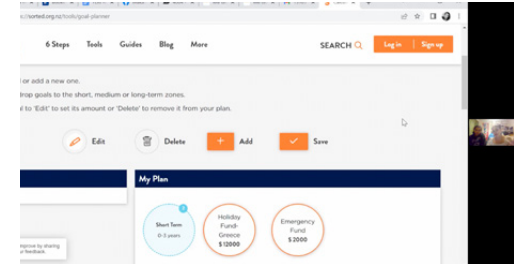 s://sorted.org.nz/tools/goal-planner
6 Steps Tools Guides Blog More SEARCH Log in Sign up
l or add a new one.
drop goals to the short, medium or long-term zones.
al to 'Edit' to set its amount or 'Delete' to remove it from your plan.
Edit Delete + Add Save
My Plan
Short Term
0-3 years
Holiday
Fund-
Greece
$12000
Emergency
Fund
$2000
improve by sharing
feedback.